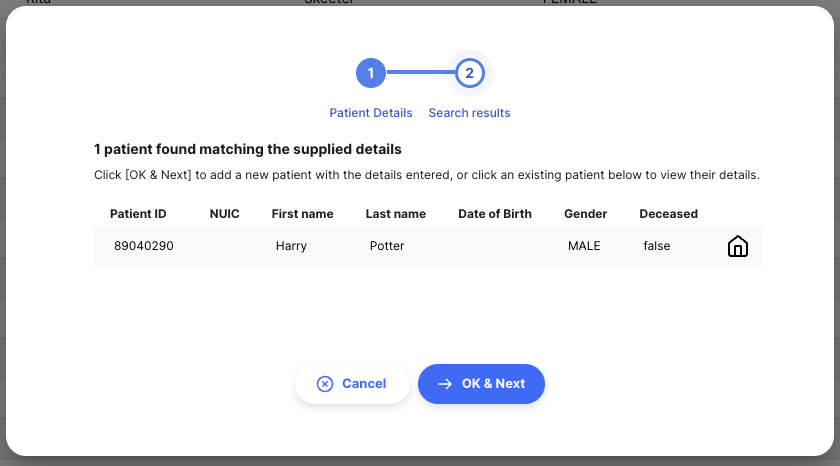 1
2
Patient Details Search results
1 patient found matching the supplied details
Click [OK & Next] to add a new patient with the details entered, or click an existing patient below to view their details.
Patient ID NUIC First name Last name Date of Birth Gender Deceased
89040290 Harry Potter MALE false
Cancel OK & Next